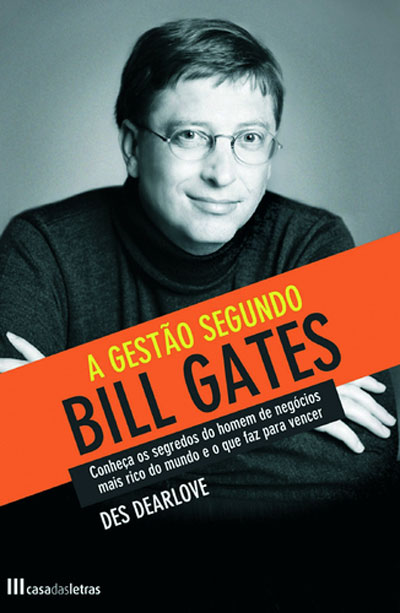 A GESTÃO SEGUNDO
BILL GATES
Conheça os segredos do homem de negócios
mais rico do mundo e o que faz para vencer
DES DEARLOVE
casadasletras